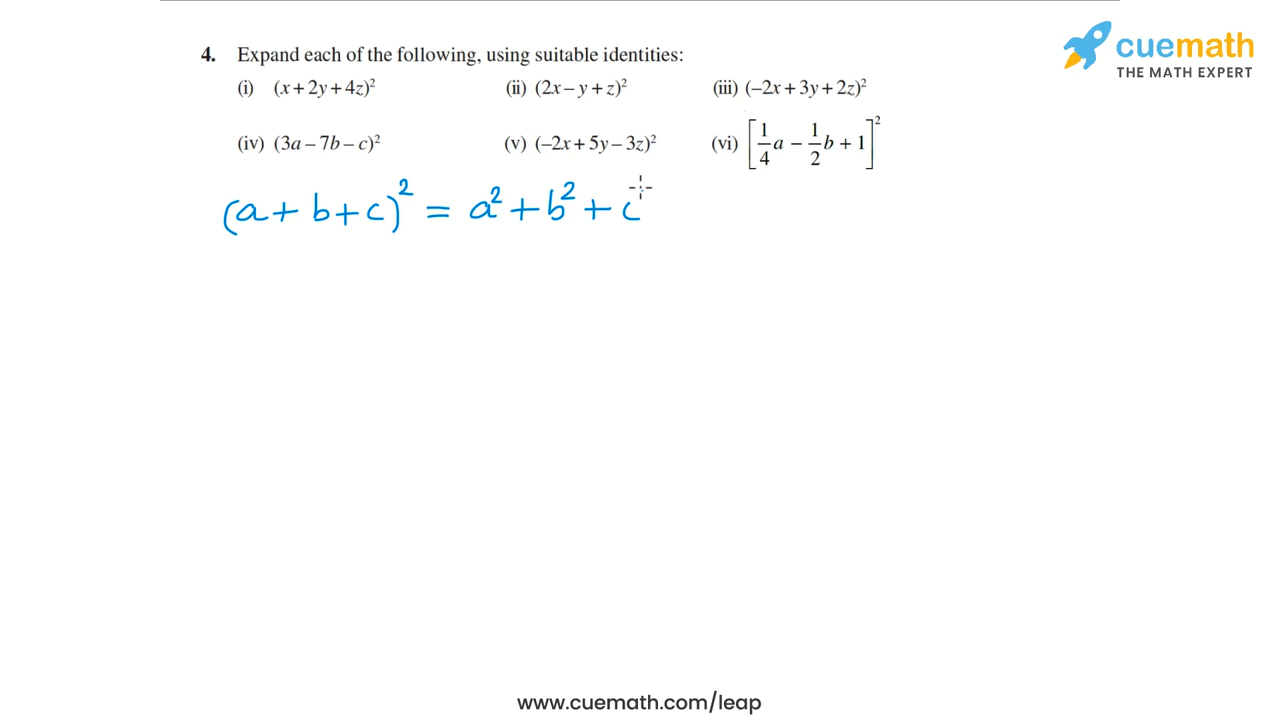 cuemath
THE MATH EXPERT
4. Expand each of the following, using suitable identities:
(i) (x + 2y + 4z)² (ii) (2x – y + z)² (iii) (–2x + 3y + 2z)²
(iv) (3a – 7b – c)² (v) (–2x + 5y – 3z)² (vi) [1/4 a – 1/2 b + 1]²
(a + b + c)² = a² + b² + c
www.cuemath.com/leap